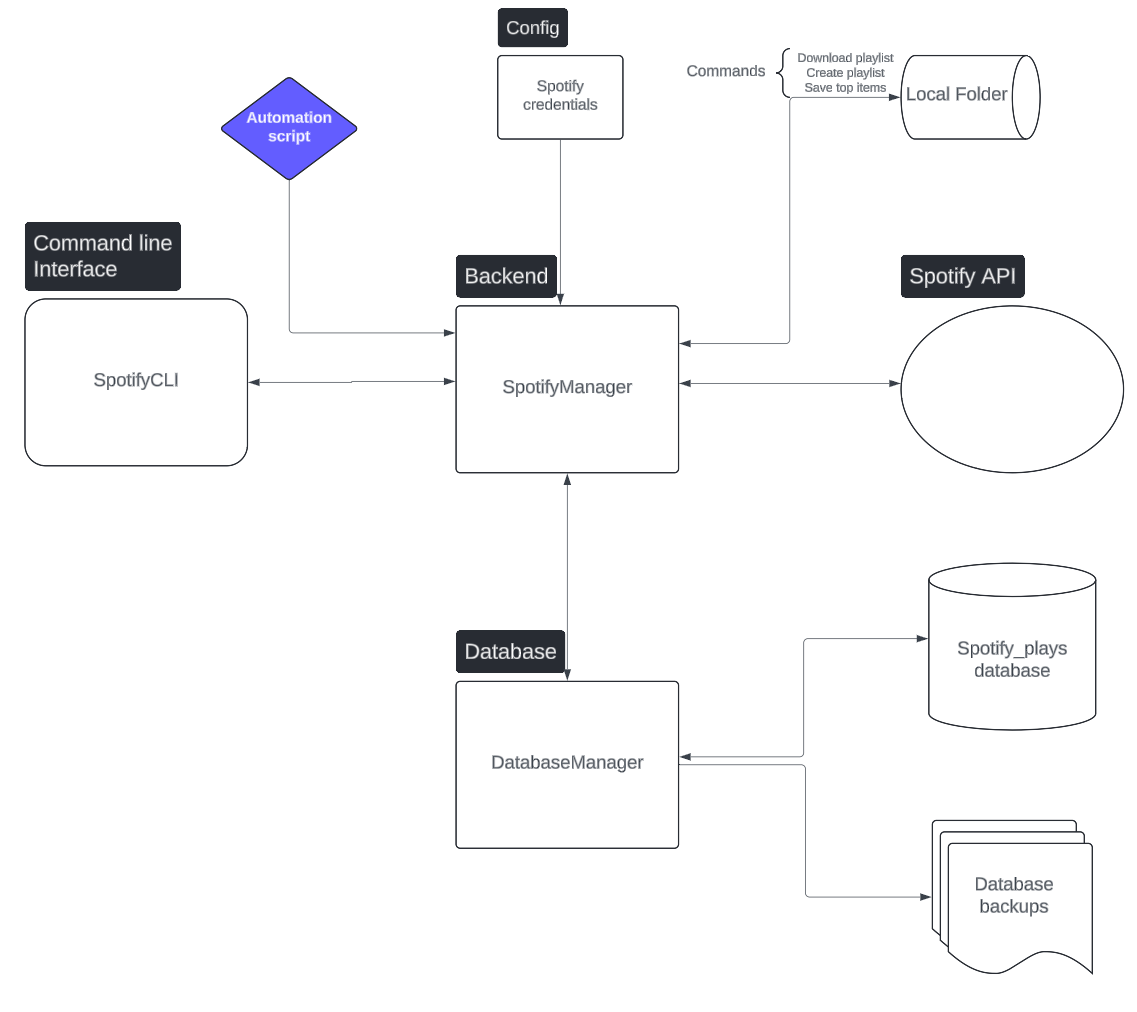 Config
Spotify
credentials
Commands
Download playlist
Create playlist
Save top items
Local Folder
Automation
script
Command line
Interface
Backend
Spotify API
SpotifyCLI
SpotifyManager
Database
Spotify_plays
database
DatabaseManager
Database
backups